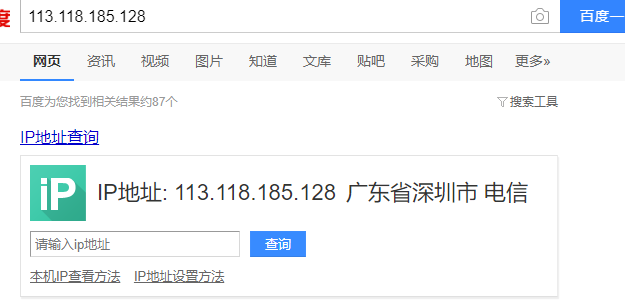 度 113.118.185.128 百度一
网页 资讯 视频 图片 知道 文库 贴吧 采购 地图 更多»
百度为您找到相关结果约87个 搜索工具
IP地址查询
iP IP地址: 113.118.185.128 广东省深圳市 电信
请输入ip地址 查询
本机IP查看方法 IP地址设置方法